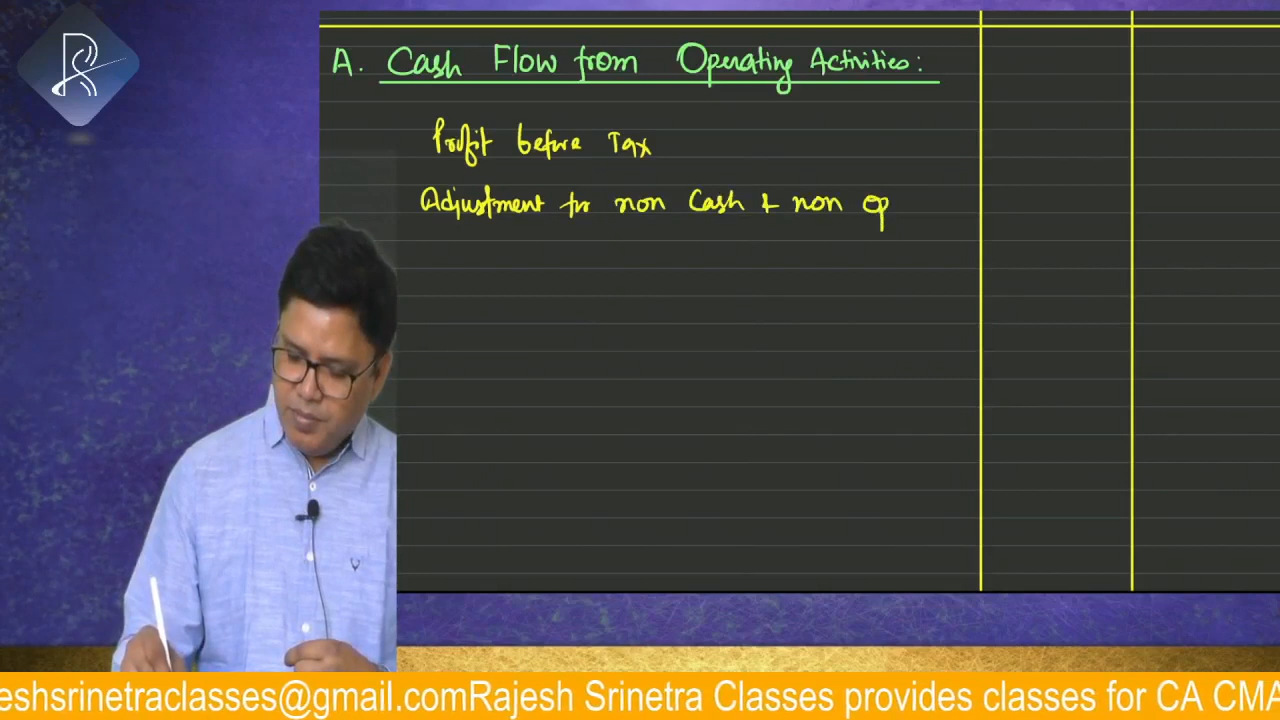 A. Cash Flow from Operating Activities:
Profit before Tax
Adjustment for non Cash & non op
eshsrinetraclasses@gmail.comRajesh Srinetra Classes provides classes for CA CMA